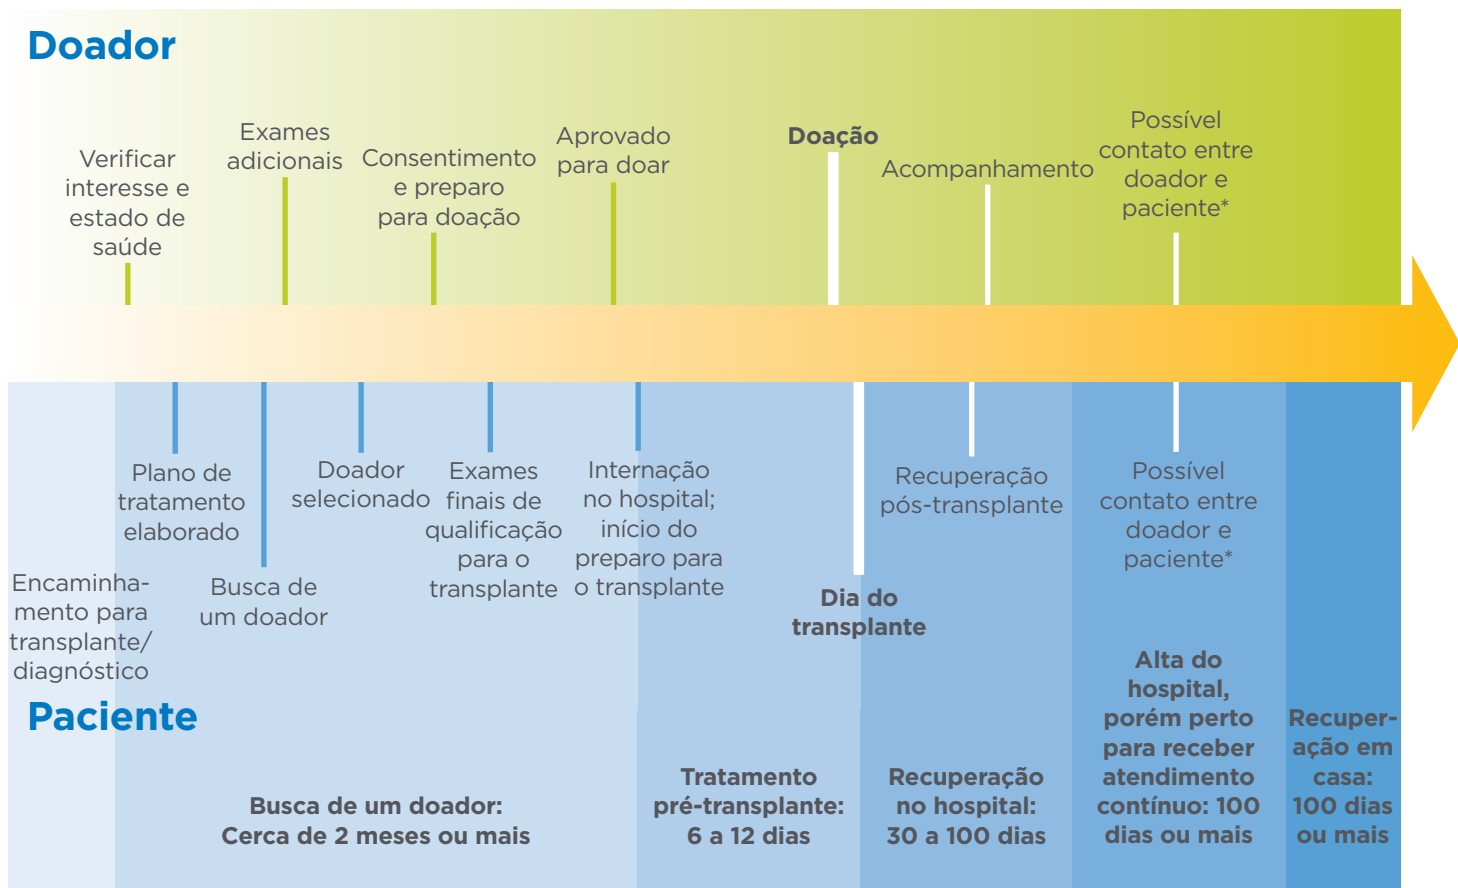 Doador
Verificar
interesse e
estado de
saúde
Exames
adicionais
Consentimento
e preparo
para doação
Aprovado
para doar
Doação
Acompanhamento
Possível
contato entre
doador e
paciente*
Encaminha-
mento para
transplante/
diagnóstico
Plano de
tratamento
elaborado
Busca de
um doador
Doador
selecionado
Exames
finais de
qualificação
para o
transplante
Internação
no hospital;
início do
preparo para
o transplante
Dia do
transplante
Recuperação
pós-transplante
Possível
contato entre
doador e
paciente*
Paciente
Busca de um doador:
Cerca de 2 meses ou mais
Tratamento
pré-transplante:
6 a 12 dias
Recuperação
no hospital:
30 a 100 dias
Alta do
hospital,
porém perto
para receber
atendimento
contínuo: 100
dias ou mais
Recuper-
ação em
casa:
100 dias
ou mais